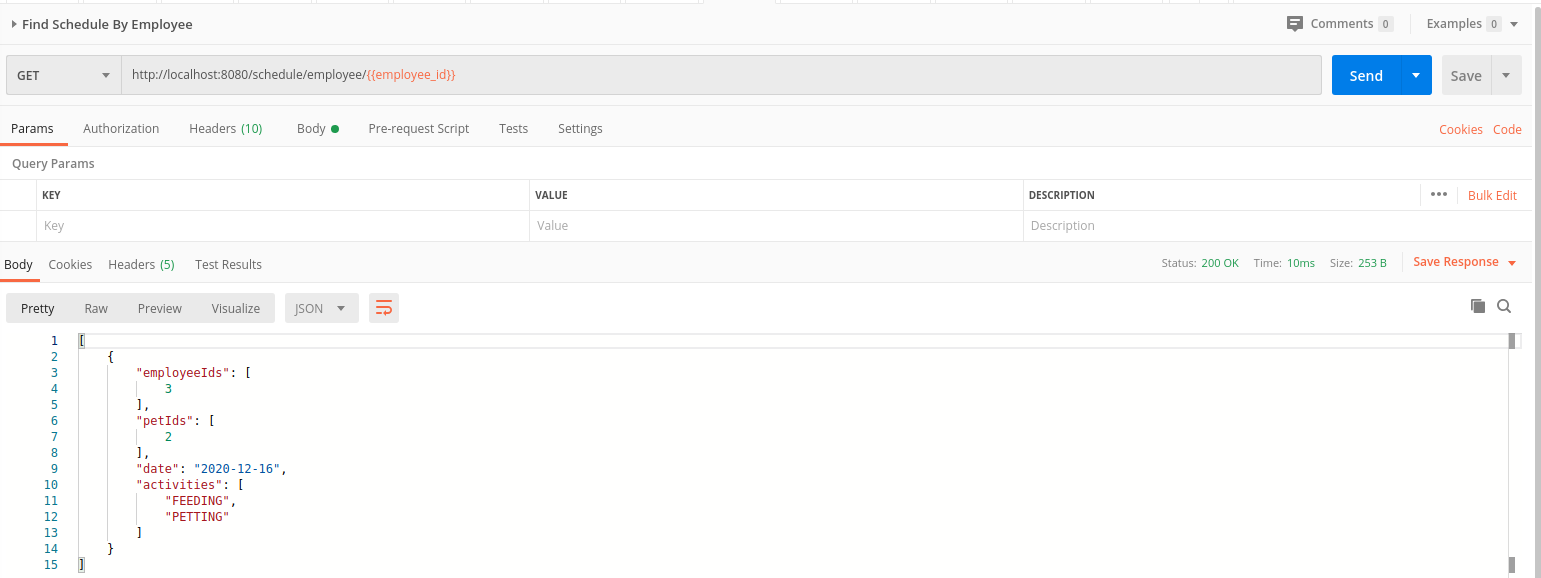 Find Schedule By Employee Comments 0 Examples 0
GET http://localhost:8080/schedule/employee/{{employee_id}} Send Save
Params Authorization Headers (10) Body Pre-request Script Tests Settings Cookies Code
Query Params
KEY VALUE DESCRIPTION ••• Bulk Edit
Key Value Description
Body Cookies Headers (5) Test Results Status: 200 OK Time: 10ms Size: 253 B Save Response
Pretty Raw Preview Visualize JSON
1 [
2 {
3 "employeeIds": [
4 3
5 ],
6 "petIds": [
7 2
8 ],
9 "date": "2020-12-16",
10 "activities": [
11 "FEEDING",
12 "PETTING"
13 ]
14 }
15 ]